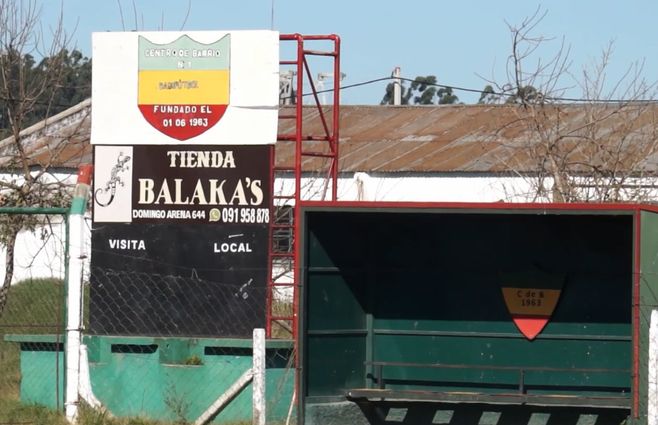 CENTRO DE BARRIO
Nº 1
BABYFÚTBOL
FUNDADO EL
01 06 1963
TIENDA
BALAKA'S
DOMINGO ARENA 644 091 958 878
VISITA LOCAL
C de B
1963